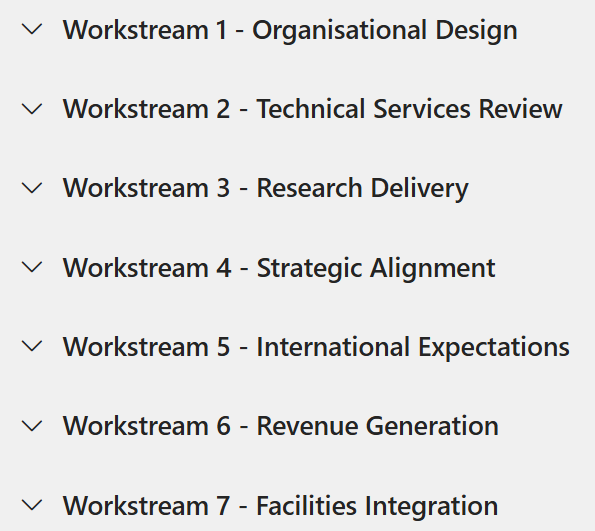 Workstream 1 - Organisational Design
Workstream 2 - Technical Services Review
Workstream 3 - Research Delivery
Workstream 4 - Strategic Alignment
Workstream 5 - International Expectations
Workstream 6 - Revenue Generation
Workstream 7 - Facilities Integration